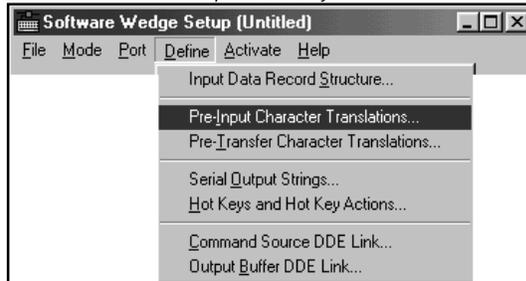 Software Wedge Setup (Untitled)
File Mode Port Define Activate Help
Input Data Record Structure...
Pre-Input Character Translations...
Pre-Transfer Character Translations...
Serial Output Strings...
Hot Keys and Hot Key Actions...
Command Source DDE Link...
Output Buffer DDE Link...